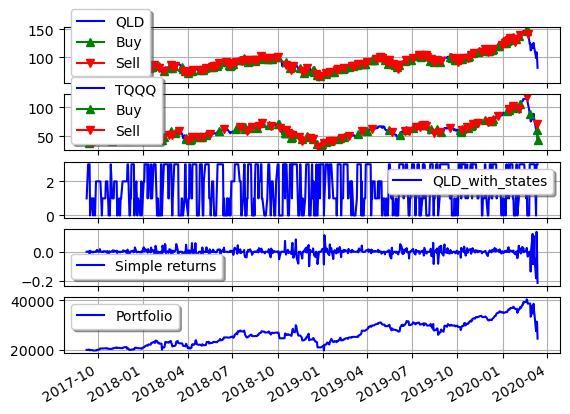 150
100
QLD
Buy
Sell
100
50
TQQQ
Buy
Sell
2
0
QLD_with_states
0.0
−0.2
Simple returns
40000
20000
Portfolio
2017-10 2018-01 2018-04 2018-07 2018-10 2019-01 2019-04 2019-07 2019-10 2020-01 2020-04